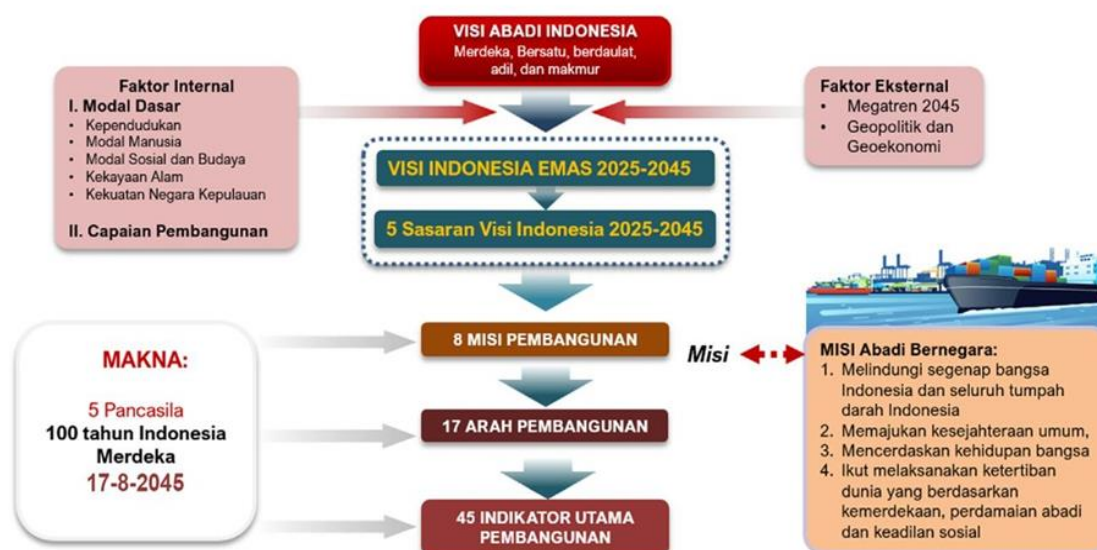 VISI ABADI INDONESIA
Merdeka, Bersatu, berdaulat,
adil, dan makmur
Faktor Internal
I. Modal Dasar
• Kependudukan
• Modal Manusia
• Modal Sosial dan Budaya
• Kekayaan Alam
• Kekuatan Negara Kepulauan
II. Capaian Pembangunan
Faktor Eksternal
• Megatren 2045
• Geopolitik dan
Geoekonomi
VISI INDONESIA EMAS 2025-2045
5 Sasaran Visi Indonesia 2025-2045
8 MISI PEMBANGUNAN
17 ARAH PEMBANGUNAN
45 INDIKATOR UTAMA
PEMBANGUNAN
MAKNA:
5 Pancasila
100 tahun Indonesia
Merdeka
17-8-2045
Misi
MISI Abadi Bernegara:
1. Melindungi segenap bangsa
Indonesia dan seluruh tumpah
darah Indonesia
2. Memajukan kesejahteraan umum,
3. Mencerdaskan kehidupan bangsa
4. Ikut melaksanakan ketertiban
dunia yang berdasarkan
kemerdekaan, perdamaian abadi
dan keadilan sosial